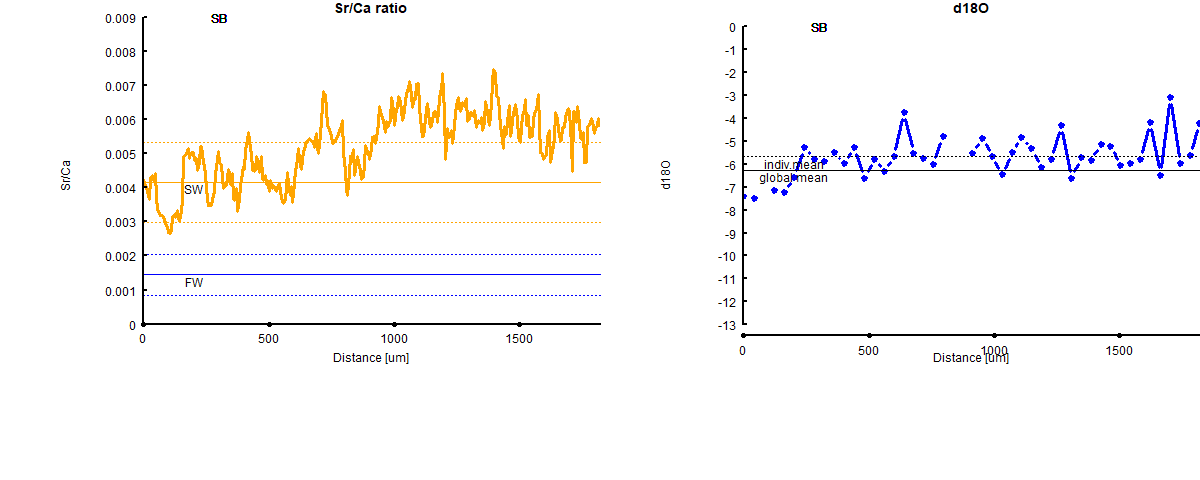 Sr/Ca ratio
SB
0.009
0.008
0.007
0.006
0.005
0.004
0.003
0.002
0.001
0
Sr/Ca
SW
FW
0
500
1000
1500
Distance [um]
d18O
SB
0
-1
-2
-3
-4
-5
-6
-7
-8
-9
-10
-11
-12
-13
d18O
indiv.mean
global mean
0
500
1000
1500
Distance [um]